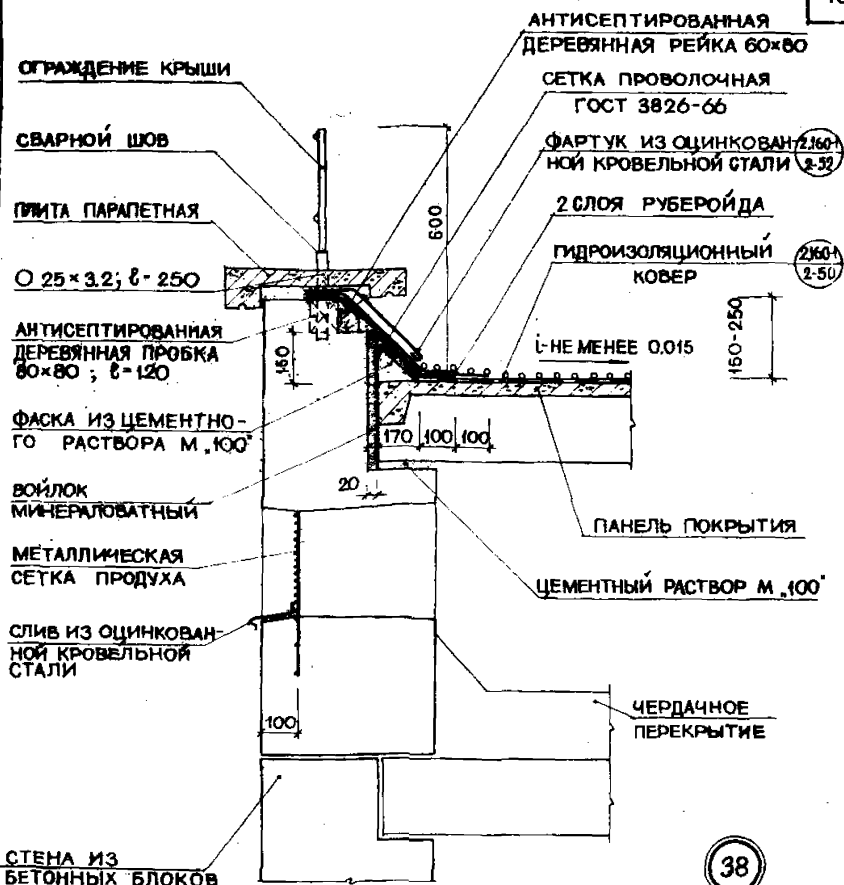 АНТИСЕПТИРОВАННАЯ
ДЕРЕВЯННАЯ РЕЙКА 60×80
ОГРАЖДЕНИЕ КРЫШИ
СЕТКА ПРОВОЛОЧНАЯ
ГОСТ 3826-66
СВАРНОЙ ШОВ
ФАРТУК ИЗ ОЦИНКОВАН-
НОЙ КРОВЕЛЬНОЙ СТАЛИ
2.160-1
2-52
ПЛИТА ПАРАПЕТНАЯ
2 СЛОЯ РУБЕРОЙДА
600
ГИДРОИЗОЛЯЦИОННЫЙ
КОВЕР
2.160-1
2-50
O 25×3.2; ℓ-250
АНТИСЕПТИРОВАННАЯ
ДЕРЕВЯННАЯ ПРОБКА
80×80 ; ℓ=120
i-НЕ МЕНЕЕ 0.015
150-250
ФАСКА ИЗ ЦЕМЕНТНО-
ГО РАСТВОРА М „100"
170
100
100
20
ВОЙЛОК
МИНЕРАЛОВАТНЫЙ
ПАНЕЛЬ ПОКРЫТИЯ
МЕТАЛЛИЧЕСКАЯ
СЕТКА ПРОДУХА
ЦЕМЕНТНЫЙ РАСТВОР М „100"
СЛИВ ИЗ ОЦИНКОВАН-
НОЙ КРОВЕЛЬНОЙ
СТАЛИ
100
ЧЕРДАЧНОЕ
ПЕРЕКРЫТИЕ
СТЕНА ИЗ
БЕТОННЫХ БЛОКОВ
38